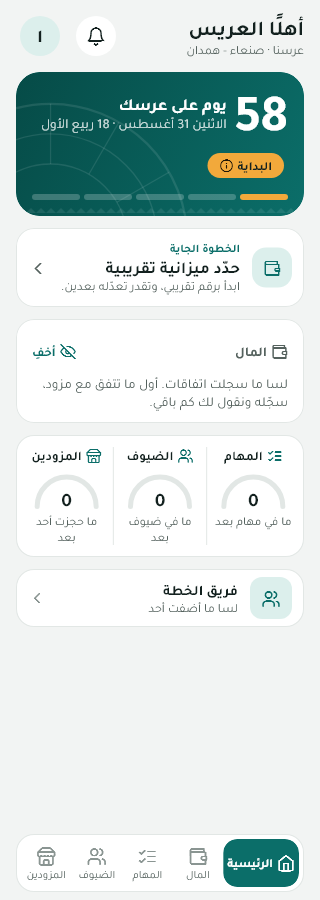 أهلًا العريس
عرسنا · صنعاء - همدان
ا
58
يوم على عرسك
الاثنين 31 أغسطس · 18 ربيع الأول
البداية
الخطوة الجاية
حدّد ميزانية تقريبية
ابدأ برقم تقريبي، وتقدر تعدّله بعدين.
المال
أخفِ
لسا ما سجلت اتفاقات. أول ما تتفق مع مزود،
سجّله ونقول لك كم باقي.
المهام
0
ما في مهام بعد
الضيوف
0
ما في ضيوف
بعد
المزودين
0
ما حجزت أحد
بعد
فريق الخطة
لسا ما أضفت أحد
الرئيسية
المال
المهام
الضيوف
المزودين